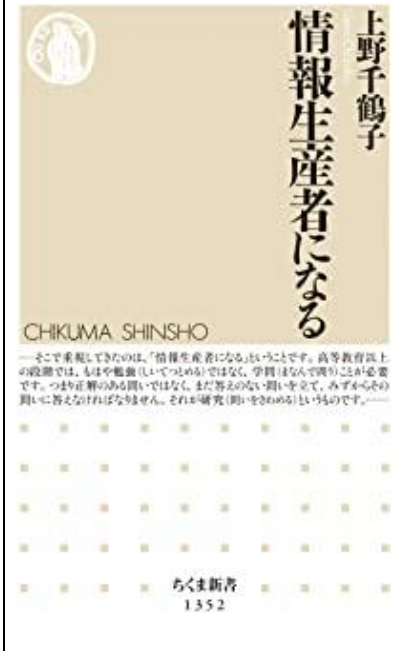 上野千鶴子
情報生産者になる
CHIKUMA SHINSHO
―そこで重視してきたのは、「情報生産者になる」ということです。高等教育以上
の段階では、もはや勉強(しいてつとめる)ではなく、学問(まなんで問う)ことが必要
です。つまり正解のある問いではなく、まだ答えのない問いを立て、みずからその
問いに答えなければなりません。それが研究(問いをきわめる)というものです。――
ちくま新書
1352